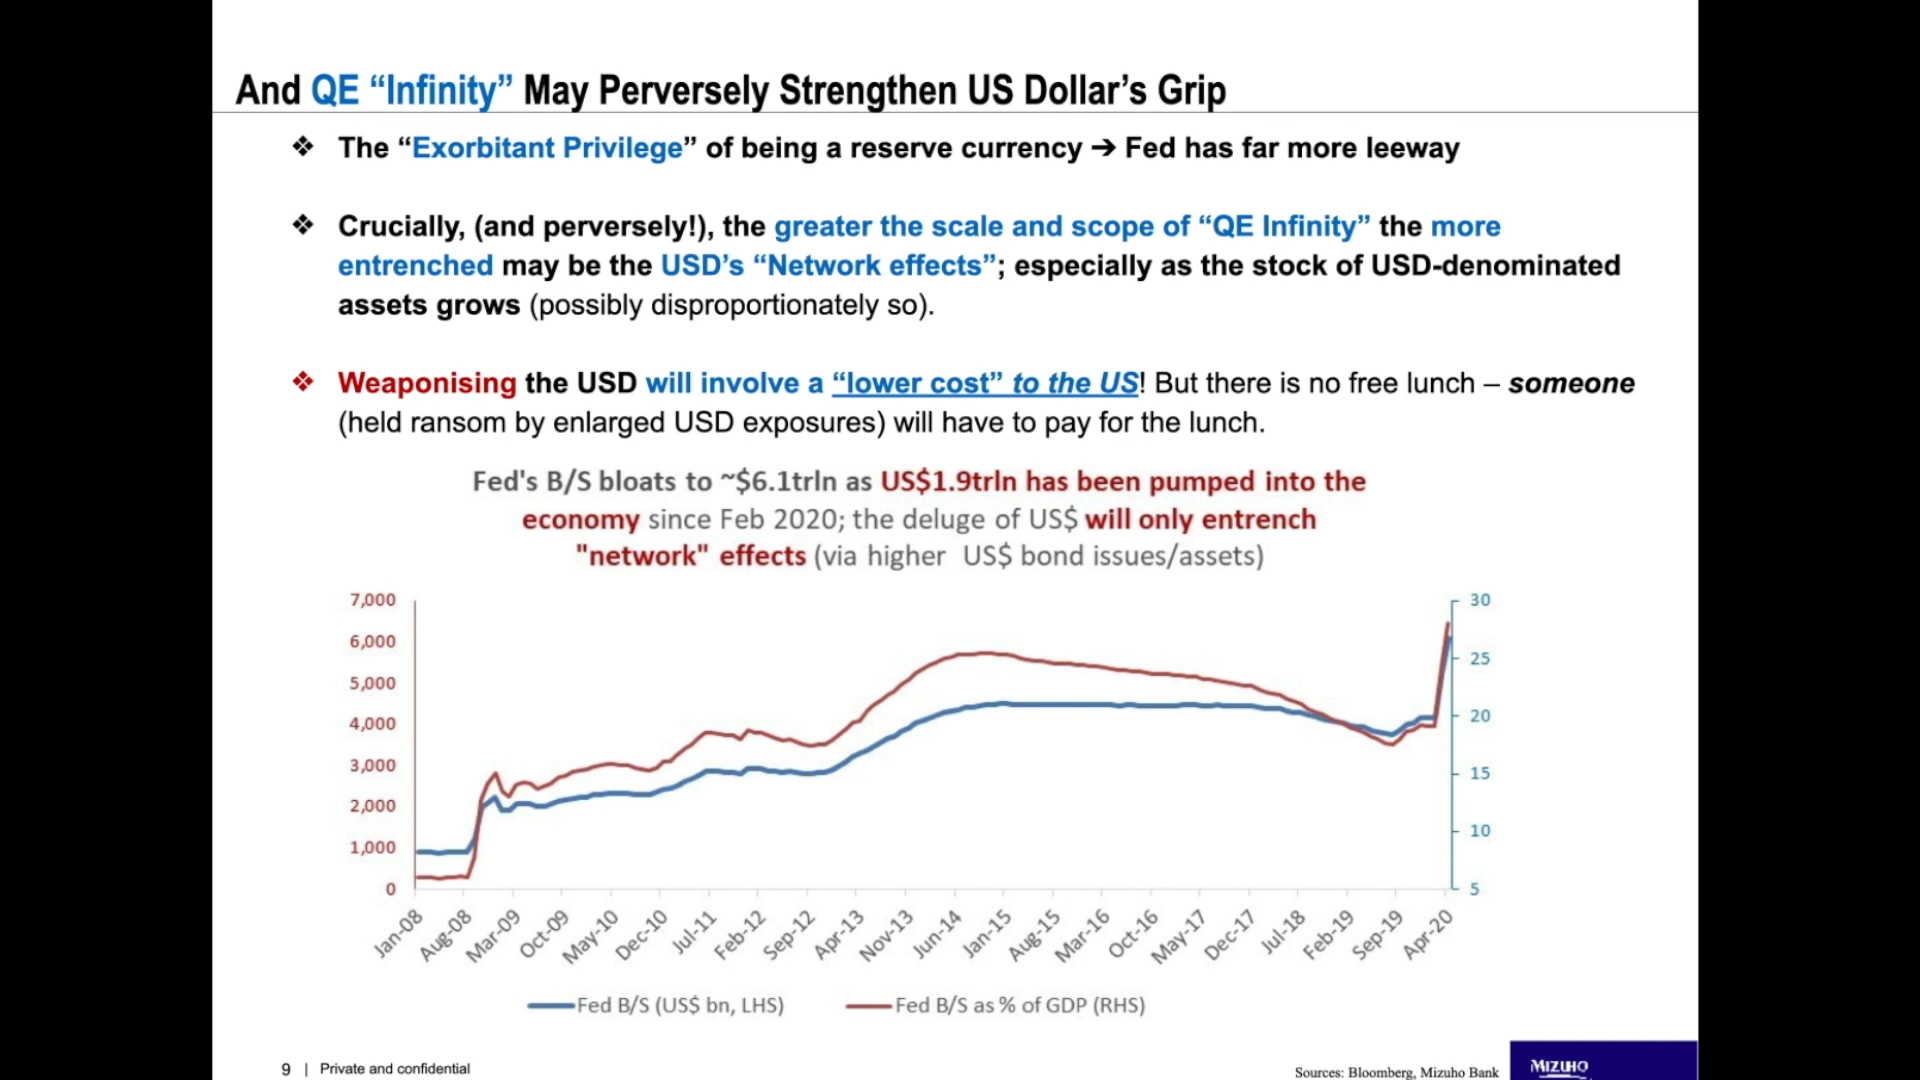 And QE “Infinity” May Perversely Strengthen US Dollar’s Grip
❖ The “Exorbitant Privilege” of being a reserve currency ➔ Fed has far more leeway
❖ Crucially, (and perversely!), the greater the scale and scope of “QE Infinity” the more
entrenched may be the USD’s “Network effects”; especially as the stock of USD-denominated
assets grows (possibly disproportionately so).
❖ Weaponising the USD will involve a “lower cost” to the US! But there is no free lunch – someone
(held ransom by enlarged USD exposures) will have to pay for the lunch.
Fed's B/S bloats to ~$6.1trln as US$1.9trln has been pumped into the
economy since Feb 2020; the deluge of US$ will only entrench
"network" effects (via higher US$ bond issues/assets)
7,000
6,000
5,000
4,000
3,000
2,000
1,000
0
30
25
20
15
10
5
Jan-08 Aug-08 Mar-09 Oct-09 May-10 Dec-10 Jul-11 Feb-12 Sep-12 Apr-13 Nov-13 Jun-14 Jan-15 Aug-15 Mar-16 Oct-16 May-17 Dec-17 Jul-18 Feb-19 Sep-19 Apr-20
Fed B/S (US$ bn, LHS) Fed B/S as % of GDP (RHS)
9 | Private and confidential
Sources: Bloomberg, Mizuho Bank
MIZUHO